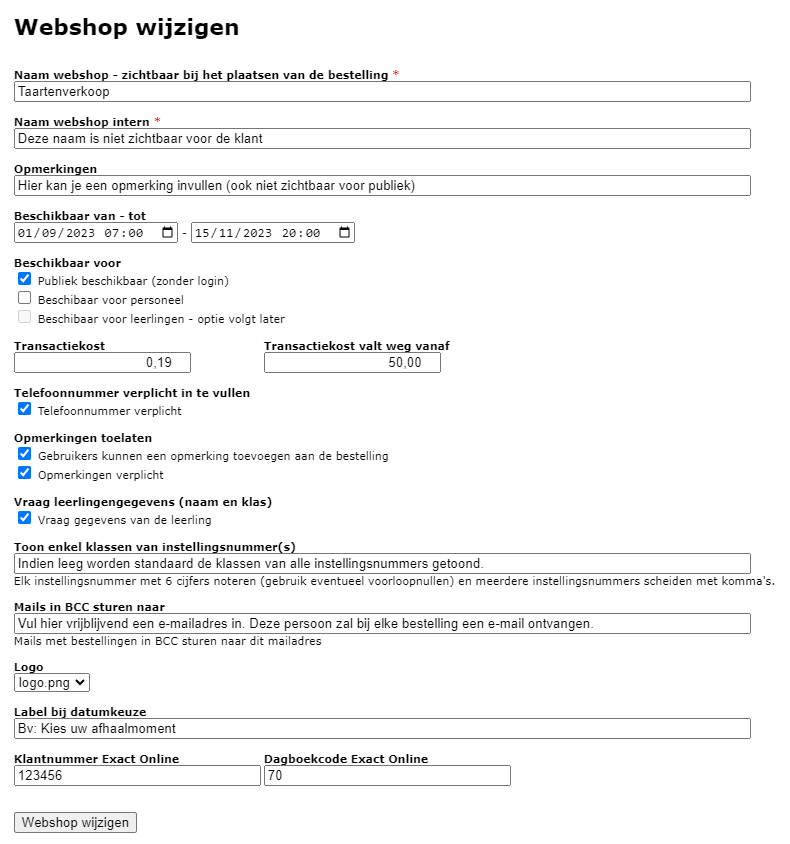 Webshop wijzigen
Naam webshop - zichtbaar bij het plaatsen van de bestelling *
Taartenverkoop
Naam webshop intern *
Deze naam is niet zichtbaar voor de klant
Opmerkingen
Hier kan je een opmerking invullen (ook niet zichtbaar voor publiek)
Beschikbaar van - tot
01/09/2023 07:00 - 15/11/2023 20:00
Beschikbaar voor
Publiek beschikbaar (zonder login)
Beschibaar voor personeel
Beschibaar voor leerlingen - optie volgt later
Transactiekost Transactiekost valt weg vanaf
0,19 50,00
Telefoonnummer verplicht in te vullen
Telefoonnummer verplicht
Opmerkingen toelaten
Gebruikers kunnen een opmerking toevoegen aan de bestelling
Opmerkingen verplicht
Vraag leerlingengegevens (naam en klas)
Vraag gegevens van de leerling
Toon enkel klassen van instellingsnummer(s)
Indien leeg worden standaard de klassen van alle instellingsnummers getoond.
Elk instellingsnummer met 6 cijfers noteren (gebruik eventueel voorloopnullen) en meerdere instellingsnummers scheiden met komma's.
Mails in BCC sturen naar
Vul hier vrijblijvend een e-mailadres in. Deze persoon zal bij elke bestelling een e-mail ontvangen.
Mails met bestellingen in BCC sturen naar dit mailadres
Logo
logo.png
Label bij datumkeuze
Bv: Kies uw afhaalmoment
Klantnummer Exact Online Dagboekcode Exact Online
123456 70
Webshop wijzigen